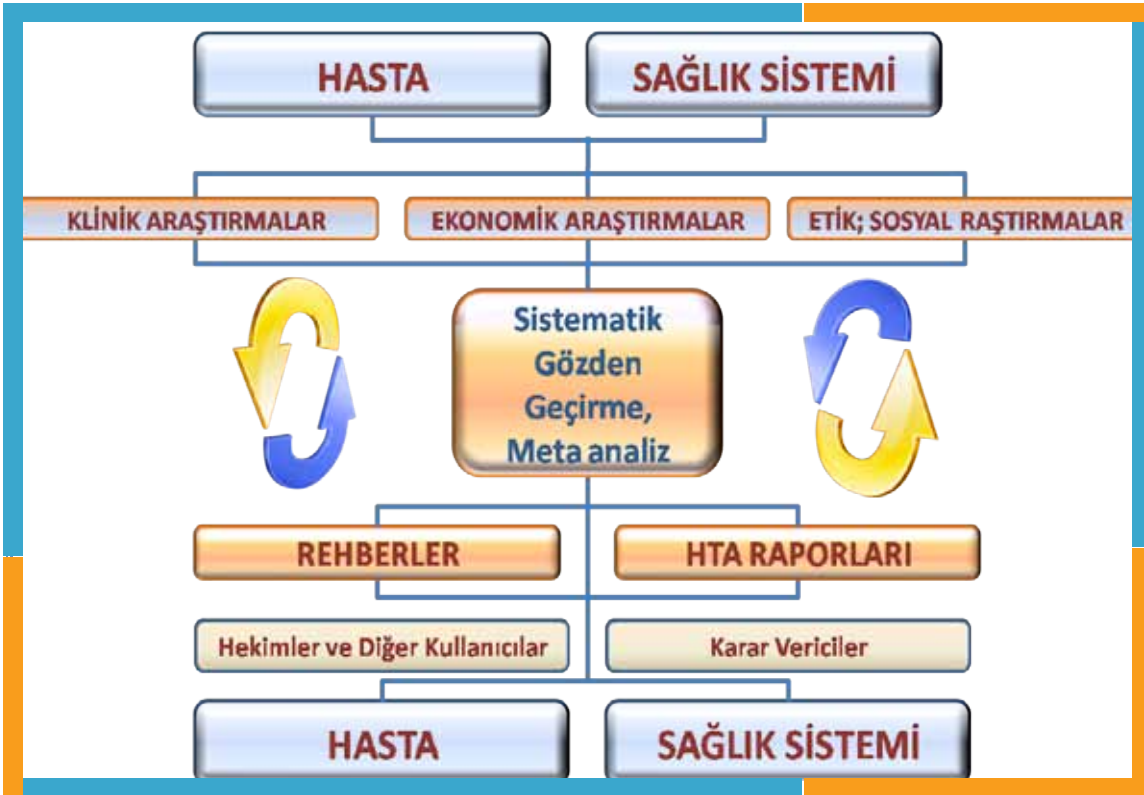 HASTA
SAĞLIK SİSTEMİ
KLİNİK ARAŞTIRMALAR
EKONOMİK ARAŞTIRMALAR
ETİK; SOSYAL RAŞTIRMALAR
Sistematik
Gözden
Geçirme,
Meta analiz
REHBERLER
HTA RAPORLARI
Hekimler ve Diğer Kullanıcılar
Karar Vericiler
HASTA
SAĞLIK SİSTEMİ